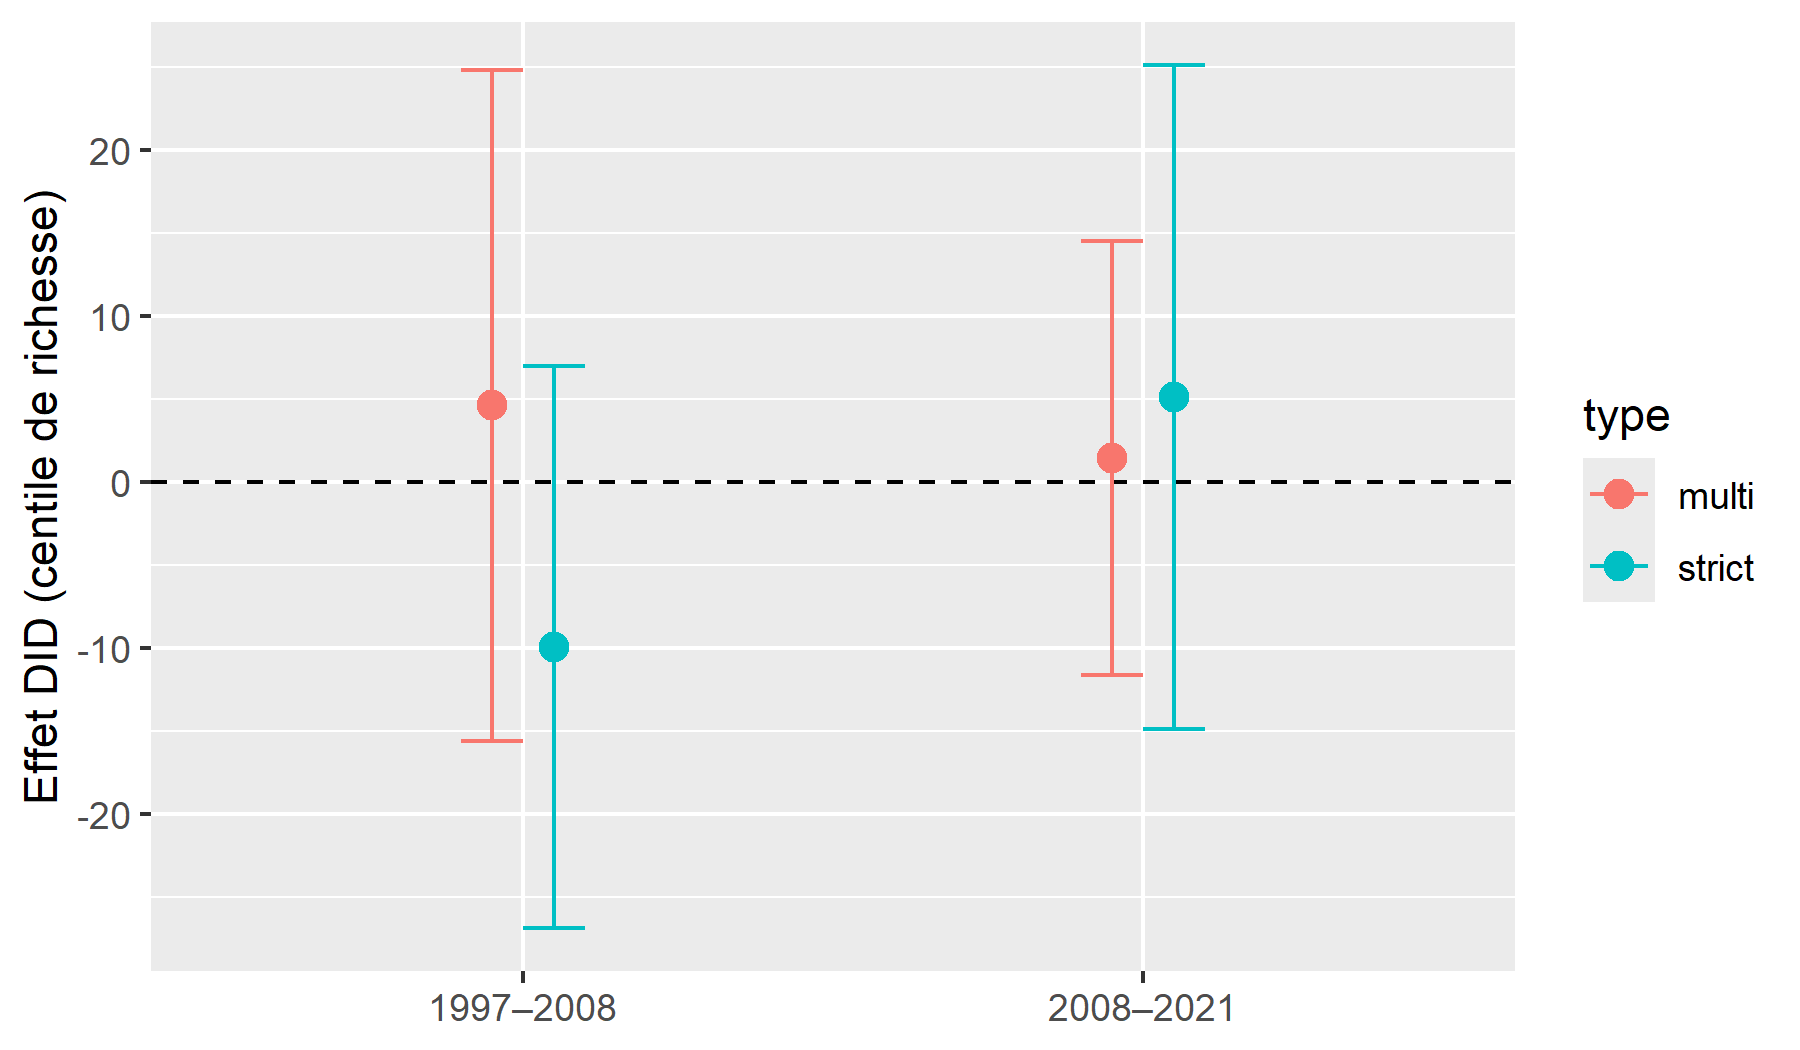 Effet DID (centile de richesse)
20
10
0
-10
-20
1997–2008
2008–2021
type
multi
strict